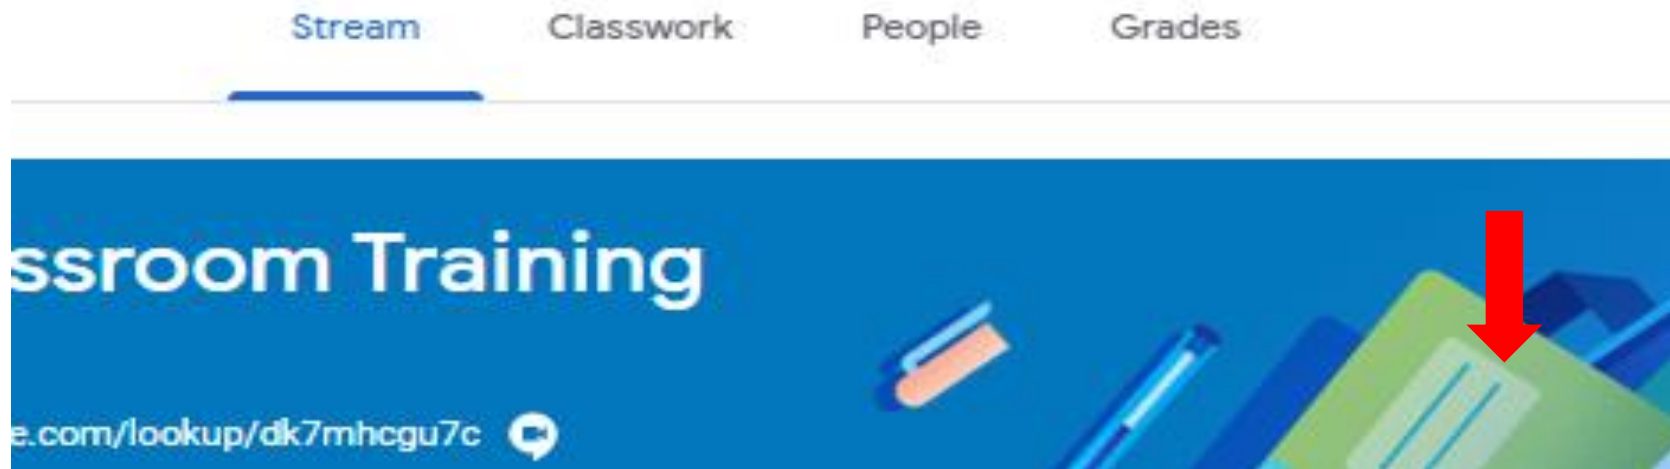 Stream Classwork People Grades
ssroom Training
e.com/lookup/dk7mhcgu7c